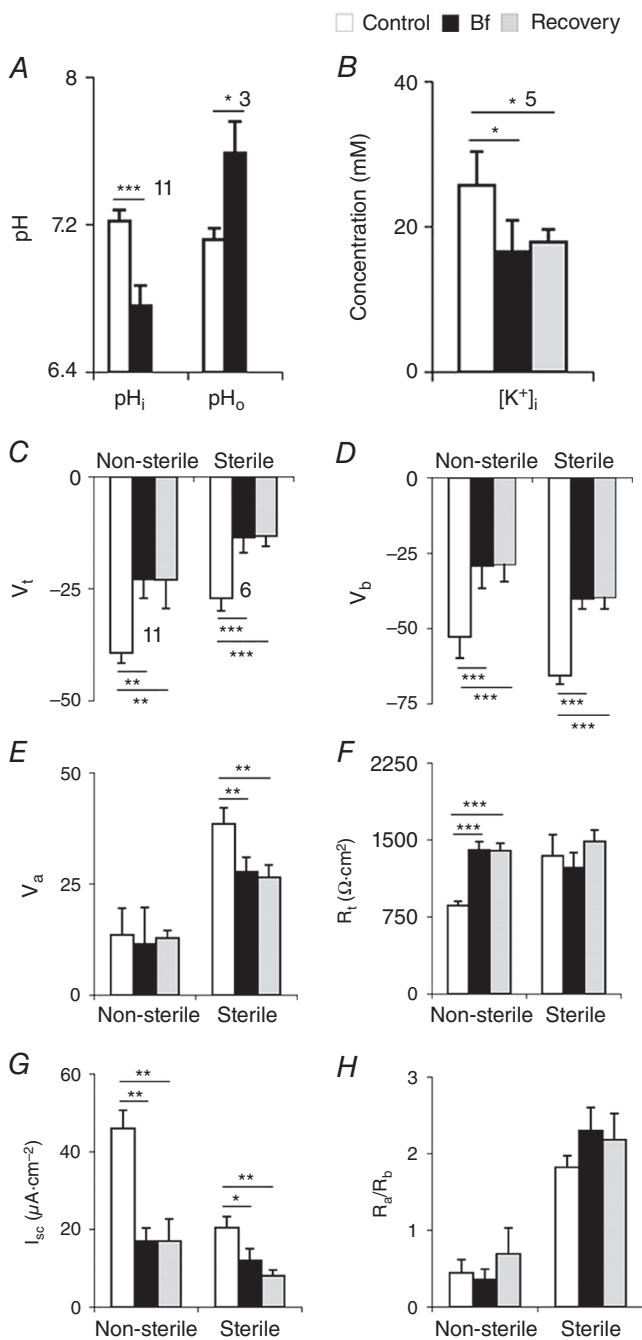 Control Bf Recovery
A
8
7.2
6.4
pH
*** 11
* 3
pHi
pHo
B
40
20
0
Concentration (mM)
* 5
*
[K⁺]i
C
Non-sterile Sterile
0
−25
−50
Vt
11
**
**
6
***
***
D
Non-sterile Sterile
0
−25
−50
−75
Vb
***
***
***
***
E
50
25
0
Va
**
**
Non-sterile Sterile
F
2250
1500
750
0
Rt (Ω·cm²)
***
***
Non-sterile Sterile
G
60
40
20
0
Isc (µA·cm⁻²)
**
**
**
*
Non-sterile Sterile
H
3
2
1
0
Ra/Rb
Non-sterile Sterile